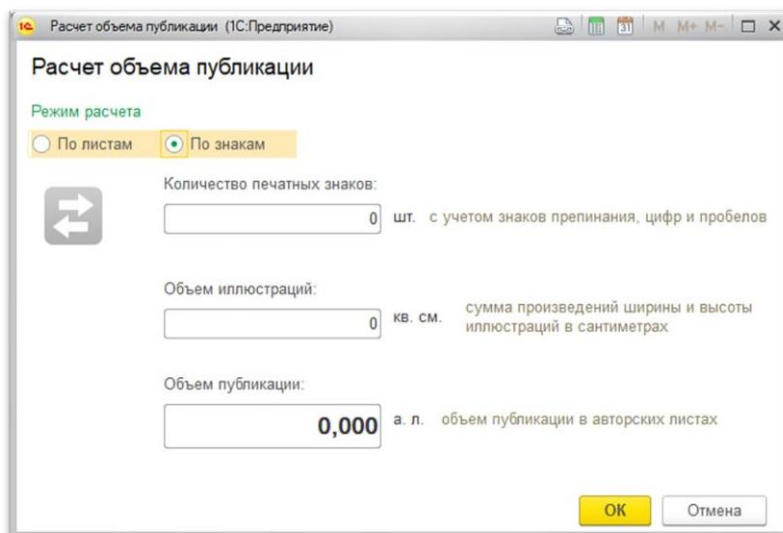 Расчет объема публикации (1С:Предприятие)
31 M M+ M-
Расчет объема публикации
Режим расчета
По листам По знакам
Количество печатных знаков:
0 шт. с учетом знаков препинания, цифр и пробелов
Объем иллюстраций:
0 кв. см. сумма произведений ширины и высоты
иллюстраций в сантиметрах
Объем публикации:
0,000 а. л. объем публикации в авторских листах
ОК Отмена